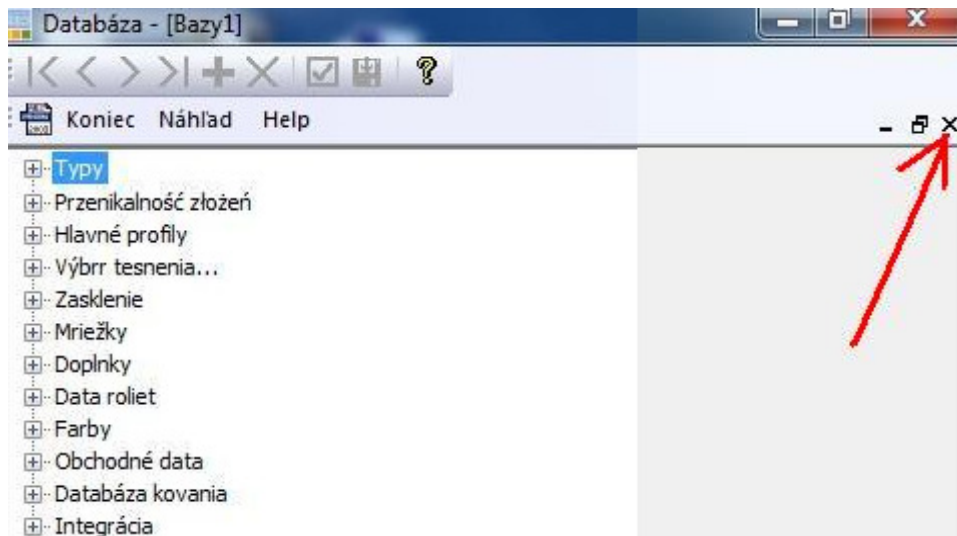 Databáza - [Bazy1]
Koniec Náhľad Help
Typy
Przenikalność złożeń
Hlavné profily
Výbrr tesnenia...
Zasklenie
Mriežky
Doplnky
Data roliet
Farby
Obchodné data
Databáza kovania
Integrácia